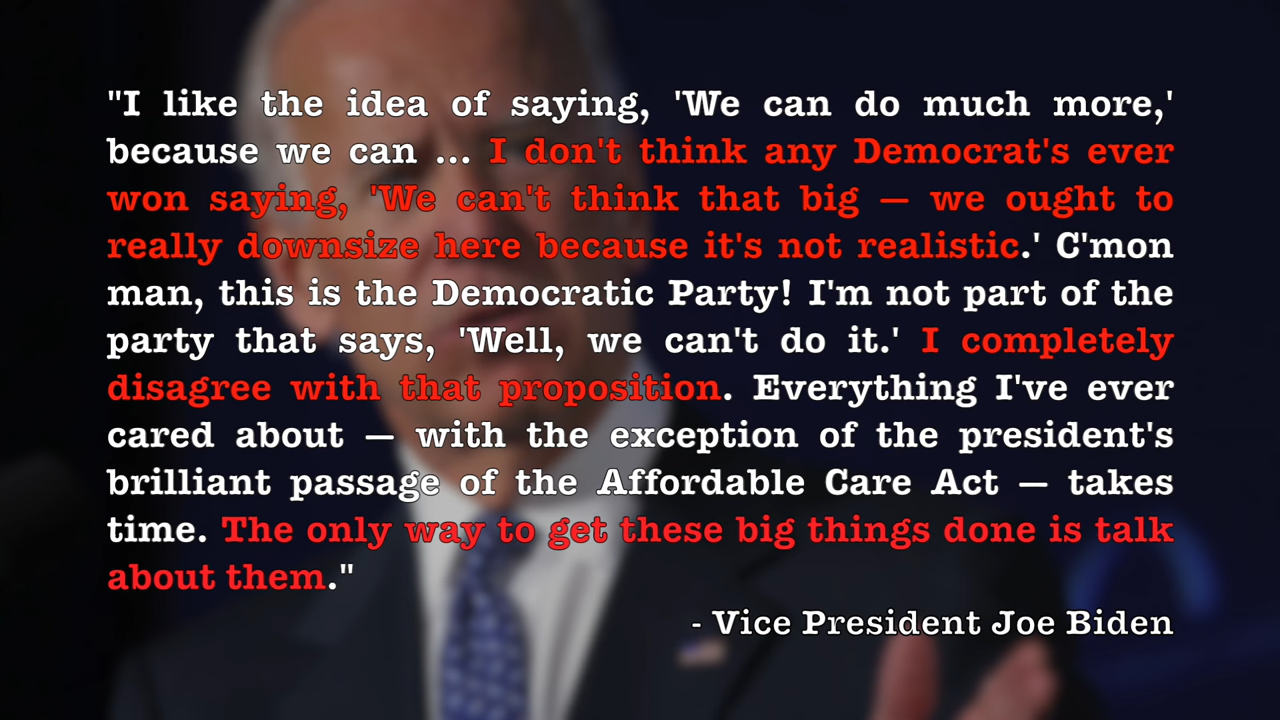 "I like the idea of saying, 'We can do much more,'
because we can ... I don't think any Democrat's ever
won saying, 'We can't think that big — we ought to
really downsize here because it's not realistic.' C'mon
man, this is the Democratic Party! I'm not part of the
party that says, 'Well, we can't do it.' I completely
disagree with that proposition. Everything I've ever
cared about — with the exception of the president's
brilliant passage of the Affordable Care Act — takes
time. The only way to get these big things done is talk
about them."
- Vice President Joe Biden